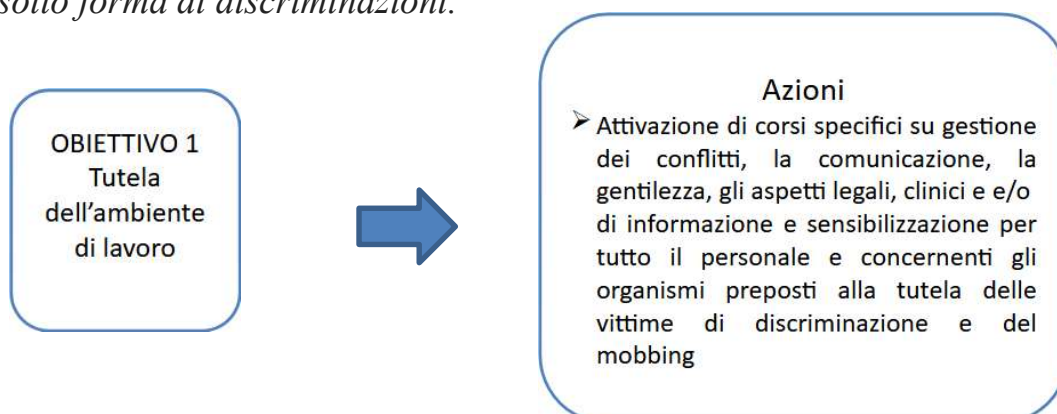 sotto forma di discriminazioni.
OBIETTIVO 1
Tutela
dell'ambiente
di lavoro
Azioni
➢ Attivazione di corsi specifici su gestione
dei conflitti, la comunicazione, la
gentilezza, gli aspetti legali, clinici e e/o
di informazione e sensibilizzazione per
tutto il personale e concernenti gli
organismi preposti alla tutela delle
vittime di discriminazione e del
mobbing